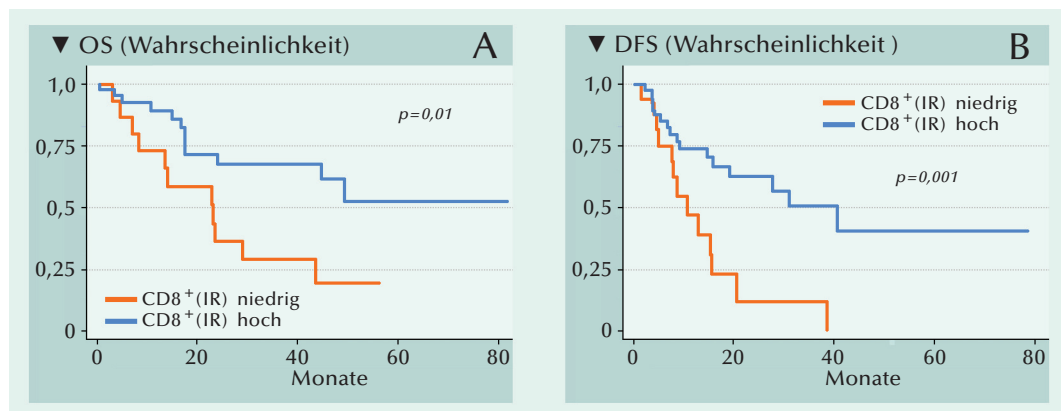 ▼ OS (Wahrscheinlichkeit) A
1,0
0,75
0,5
0,25
0
p=0,01
CD8+(IR) niedrig
CD8+(IR) hoch
0 20 40 60 80
Monate
▼ DFS (Wahrscheinlichkeit ) B
1,0
0,75
0,5
0,25
0
CD8+(IR) niedrig
CD8+(IR) hoch
p=0,001
0 20 40 60 80
Monate